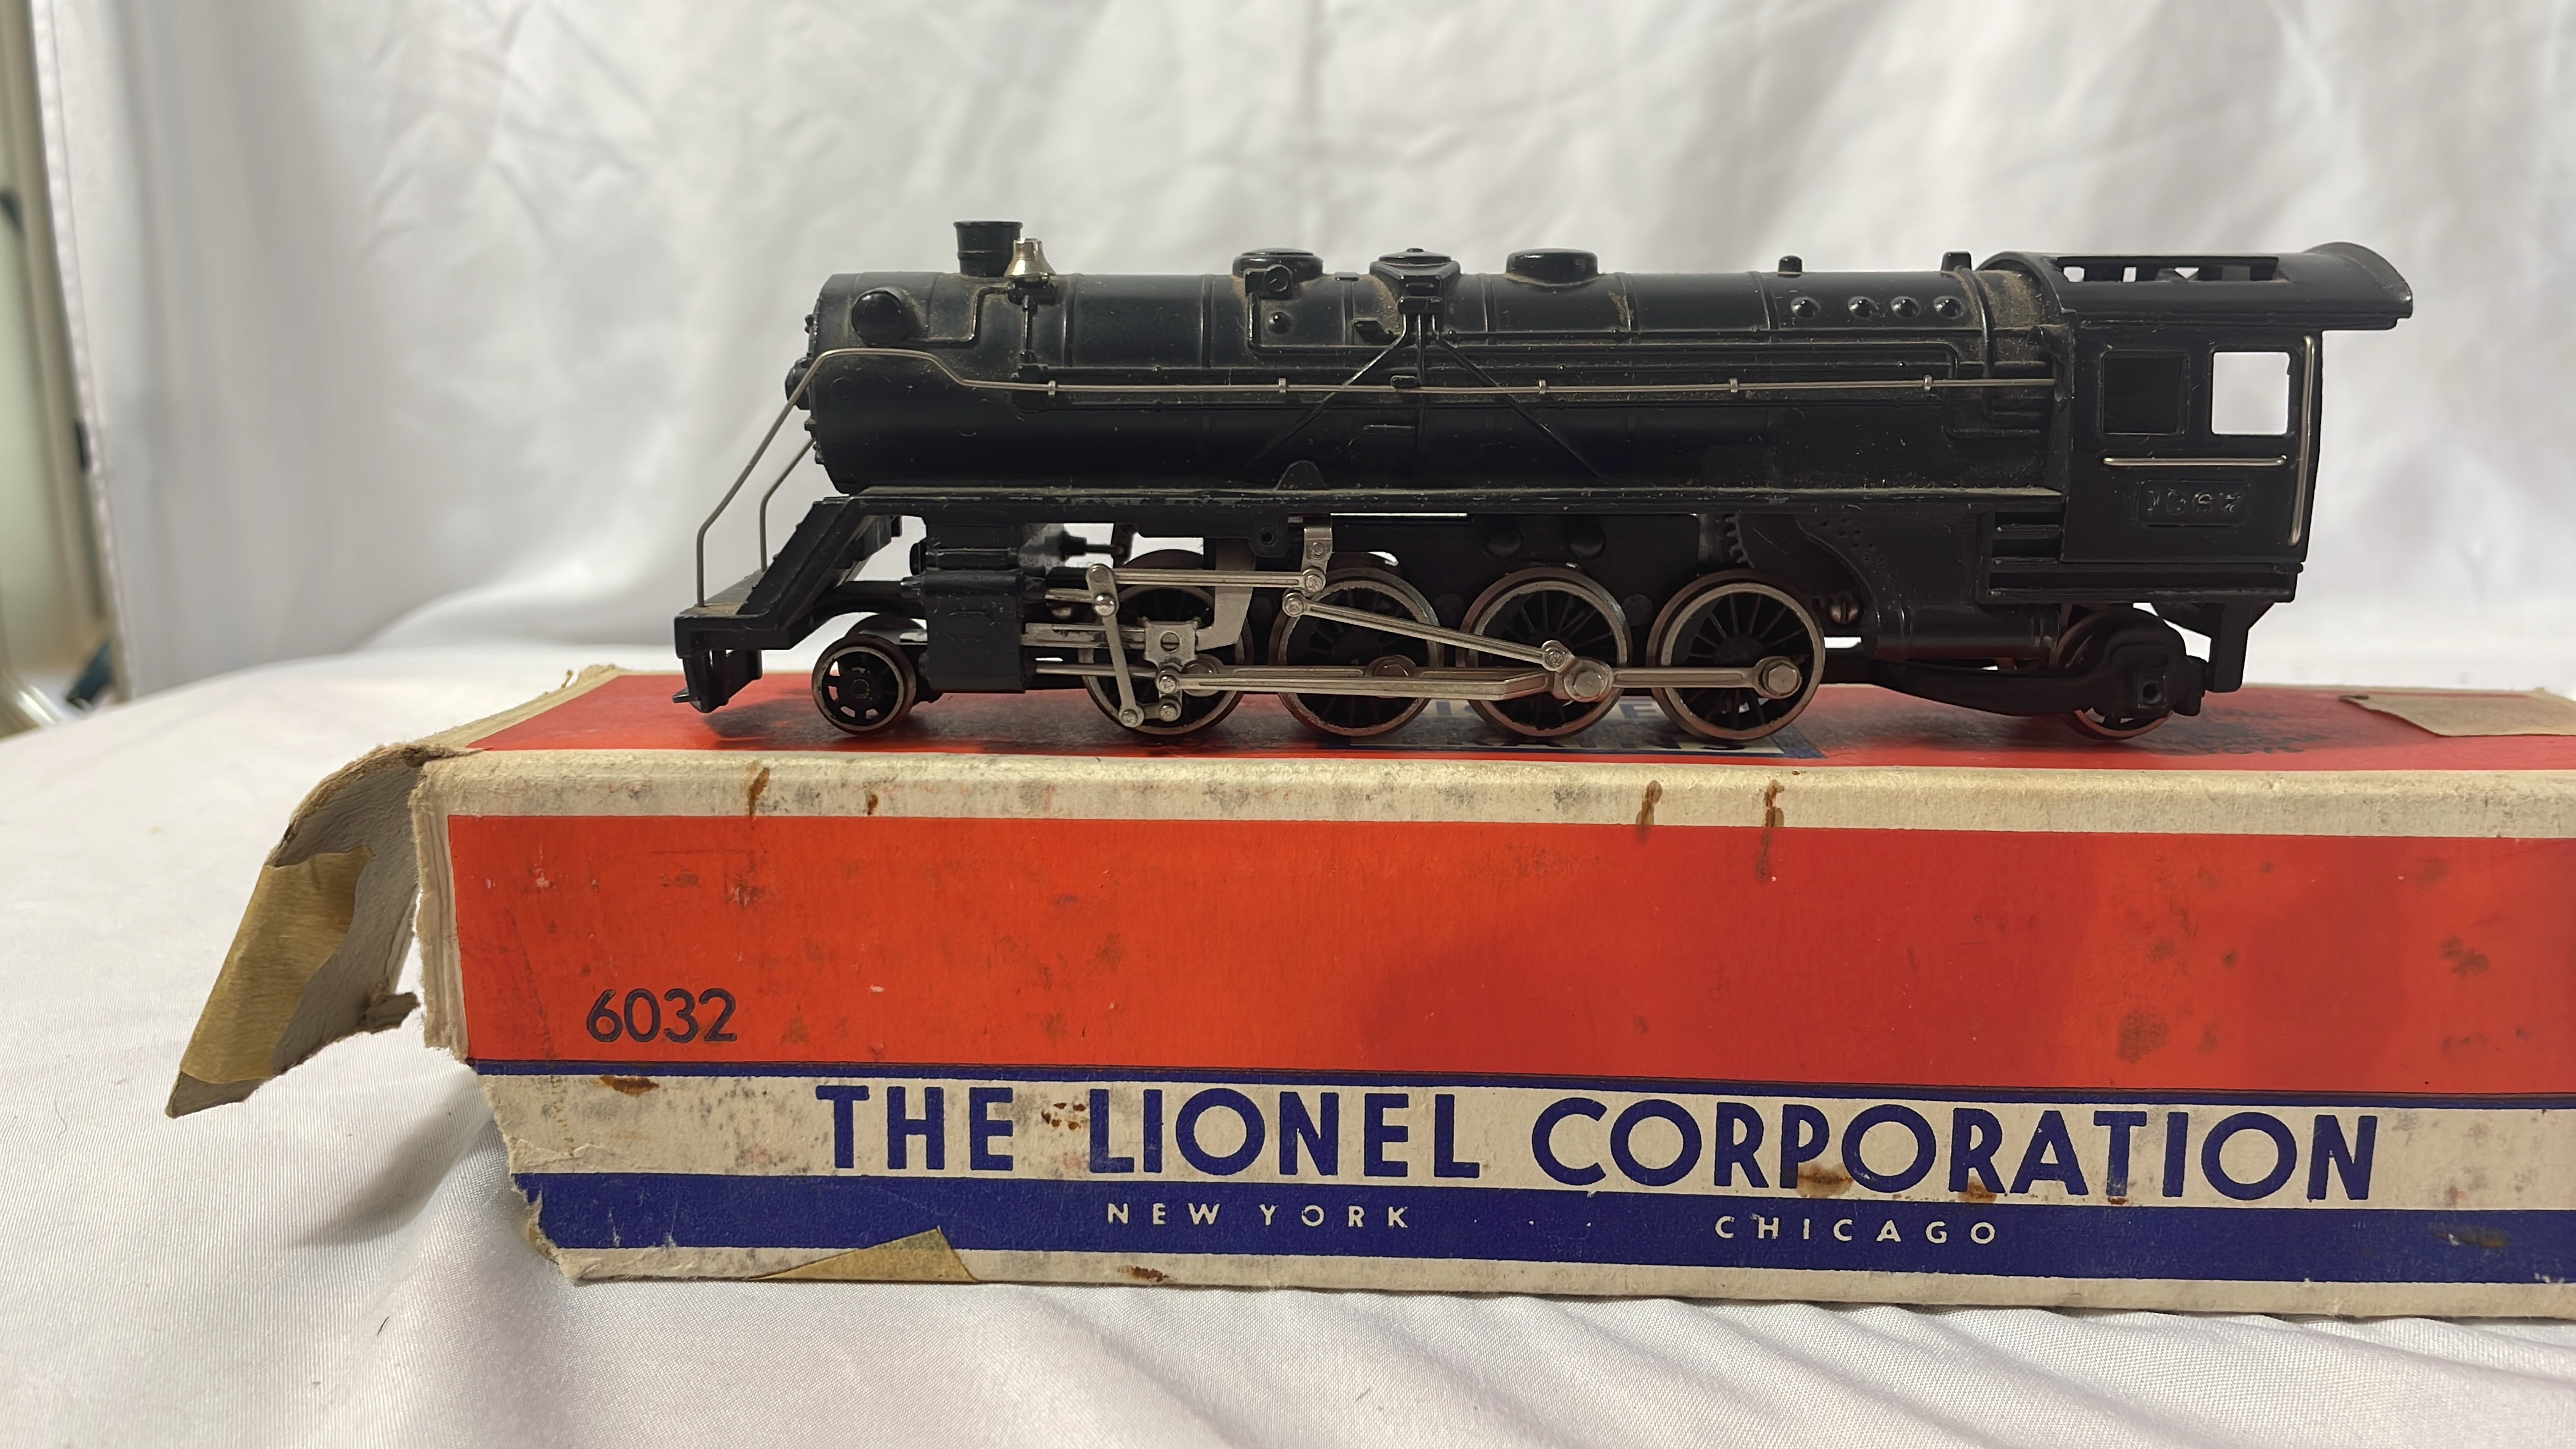 6032
THE LIONEL CORPORATION
NEW YORK · · CHICAGO